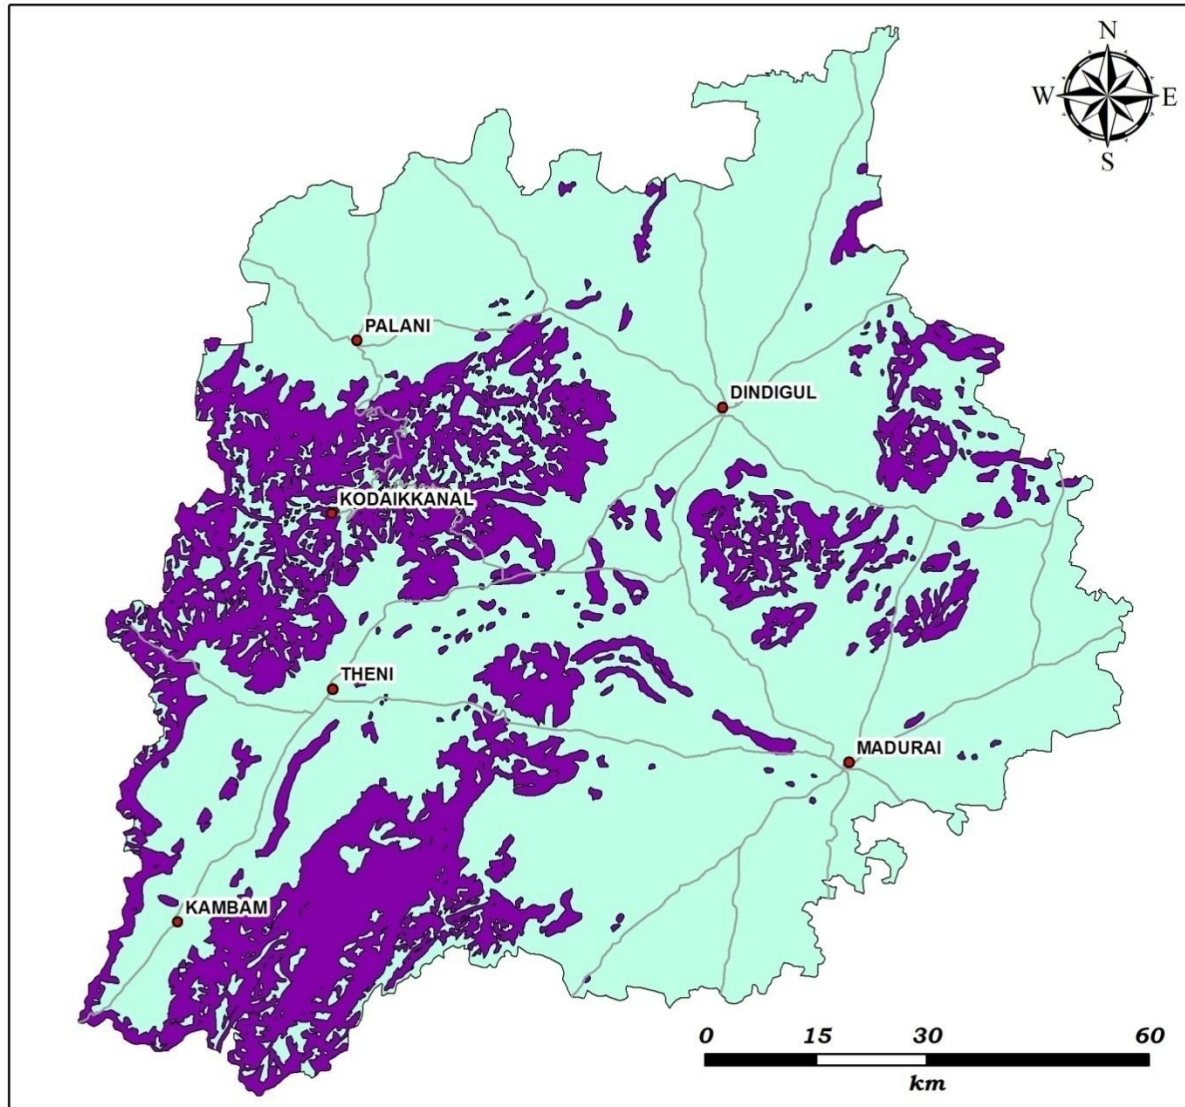 N
W E
S
PALANI
DINDIGUL
KODAIKKANAL
THENI
MADURAI
KAMBAM
0 15 30 60
km